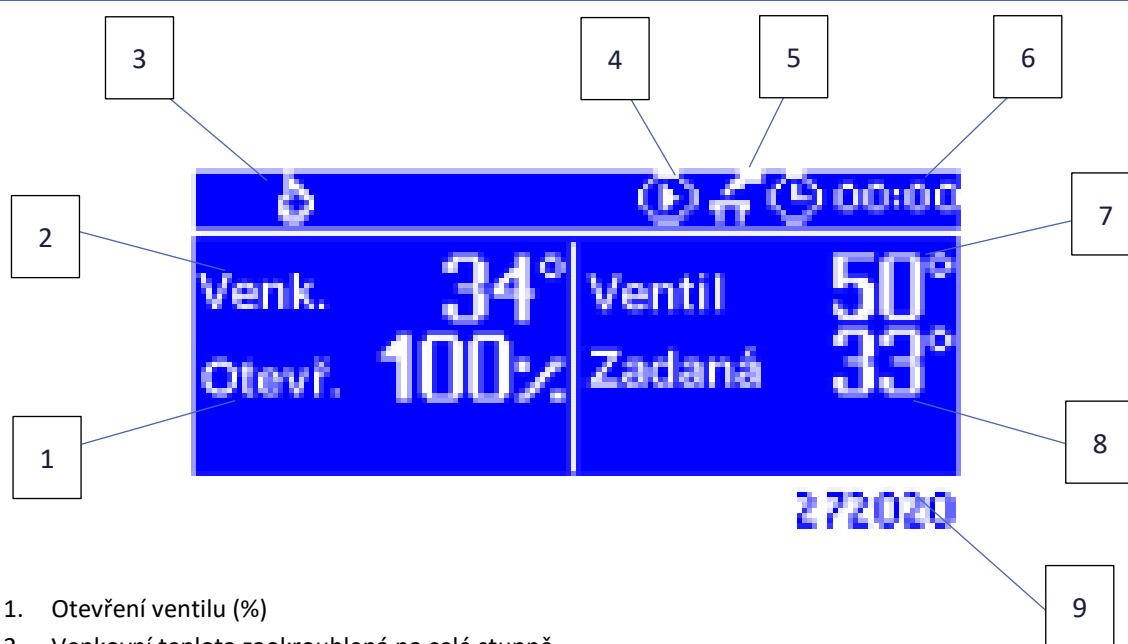 3 4 5 6
00:00
7
2
Venk. 34° Ventil 50°
Otevř. 100% Zadaná 33°
1 8
272020
9
1. Otevření ventilu (%)